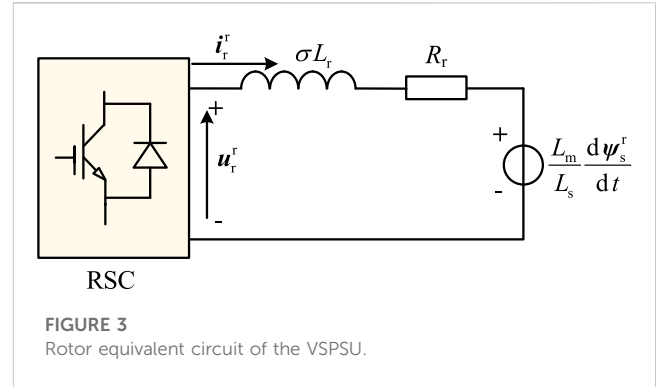 i_r^r
σL_r
R_r
+
u_r^r
-
+
-
L_m/L_s dψ_s^r/dt
RSC
FIGURE 3
Rotor equivalent circuit of the VSPSU.